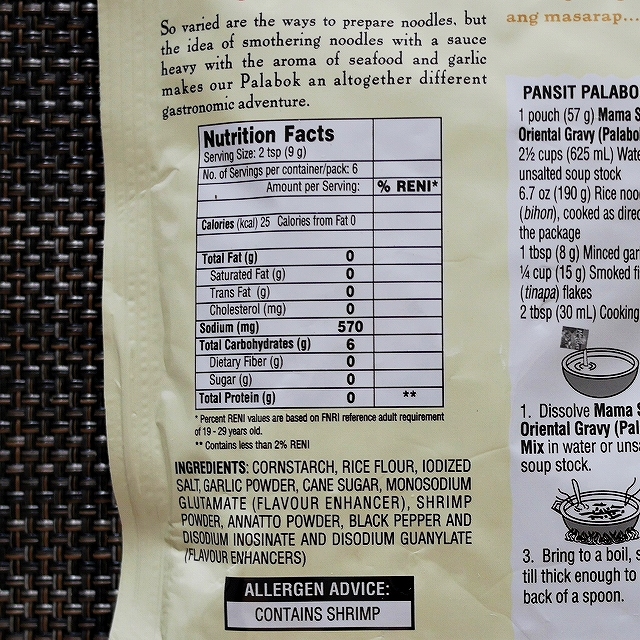 So varied are the ways to prepare noodles, but
the idea of smothering noodles with a sauce
heavy with the aroma of seafood and garlic
makes our Palabok an altogether different
gastronomic adventure.
Nutrition Facts
Serving Size: 2 tsp (9 g)
No. of Servings per container/pack: 6
Amount per Serving: % RENI*
Calories (kcal) 25 Calories from Fat 0
Total Fat (g) 0
Saturated Fat (g) 0
Trans Fat (g) 0
Cholesterol (mg) 0
Sodium (mg) 570
Total Carbohydrates (g) 6
Dietary Fiber (g) 0
Sugar (g) 0
Total Protein (g) 0 **
* Percent RENI values are based on FNRI reference adult requirement
of 19 - 29 years old.
** Contains less than 2% RENI
INGREDIENTS: CORNSTARCH, RICE FLOUR, IODIZED
SALT, GARLIC POWDER, CANE SUGAR, MONOSODIUM
GLUTAMATE (FLAVOUR ENHANCER), SHRIMP
POWDER, ANNATTO POWDER, BLACK PEPPER AND
DISODIUM INOSINATE AND DISODIUM GUANYLATE
(FLAVOUR ENHANCERS)
ALLERGEN ADVICE:
CONTAINS SHRIMP
ang masarap...
PANSIT PALABO
1 pouch (57 g) Mama S
Oriental Gravy (Palabo
2½ cups (625 mL) Wate
unsalted soup stock
6.7 oz (190 g) Rice noo
(bihon), cooked as direc
the package
1 tbsp (8 g) Minced gar
¼ cup (15 g) Smoked fi
(tinapa) flakes
2 tbsp (30 mL) Cooking
1. Dissolve Mama S
Oriental Gravy (Pal
Mix in water or unsa
soup stock.
3. Bring to a boil, s
till thick enough to
back of a spoon.